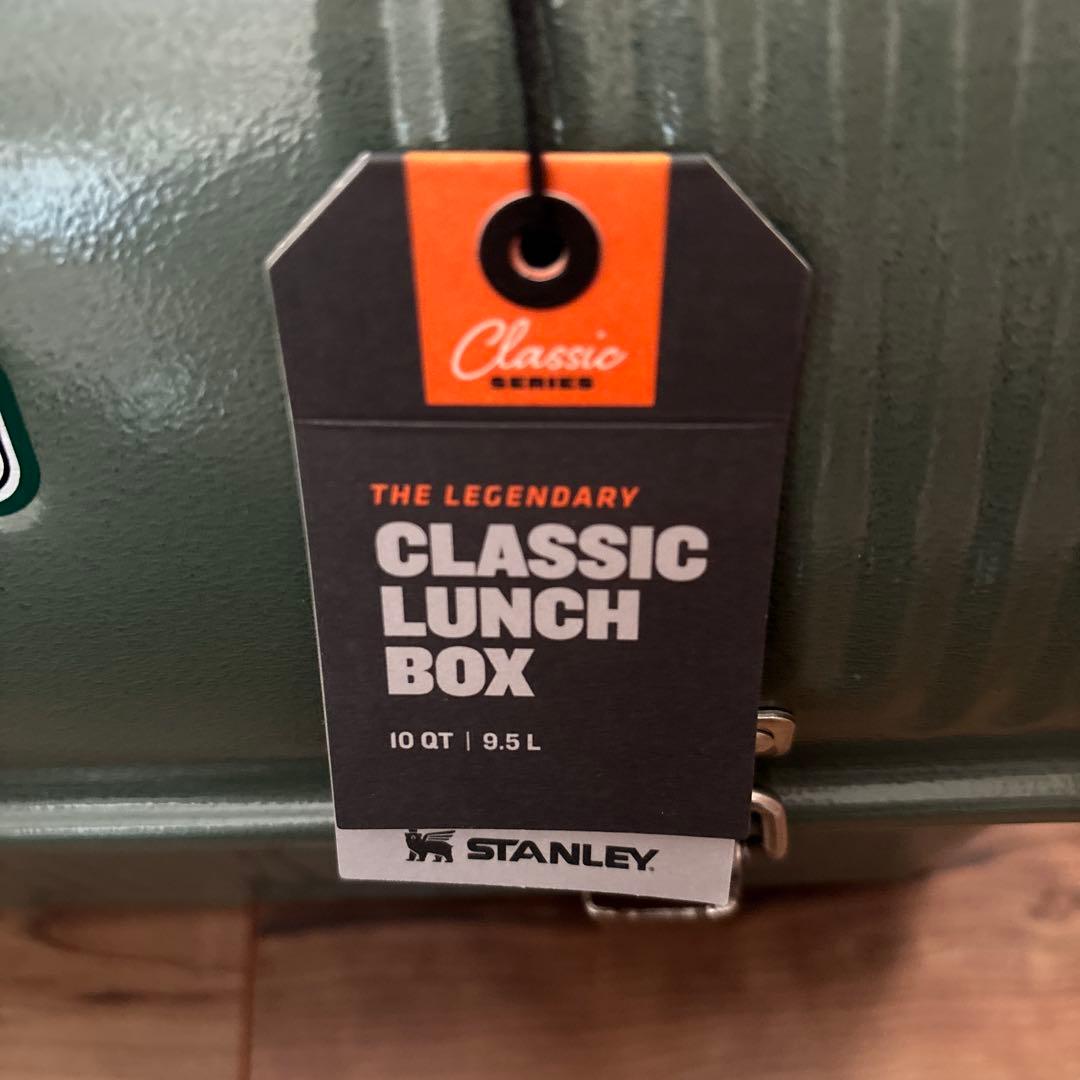 Classic
SERIES
THE LEGENDARY
CLASSIC
LUNCH
BOX
10 QT | 9.5 L
STANLEY